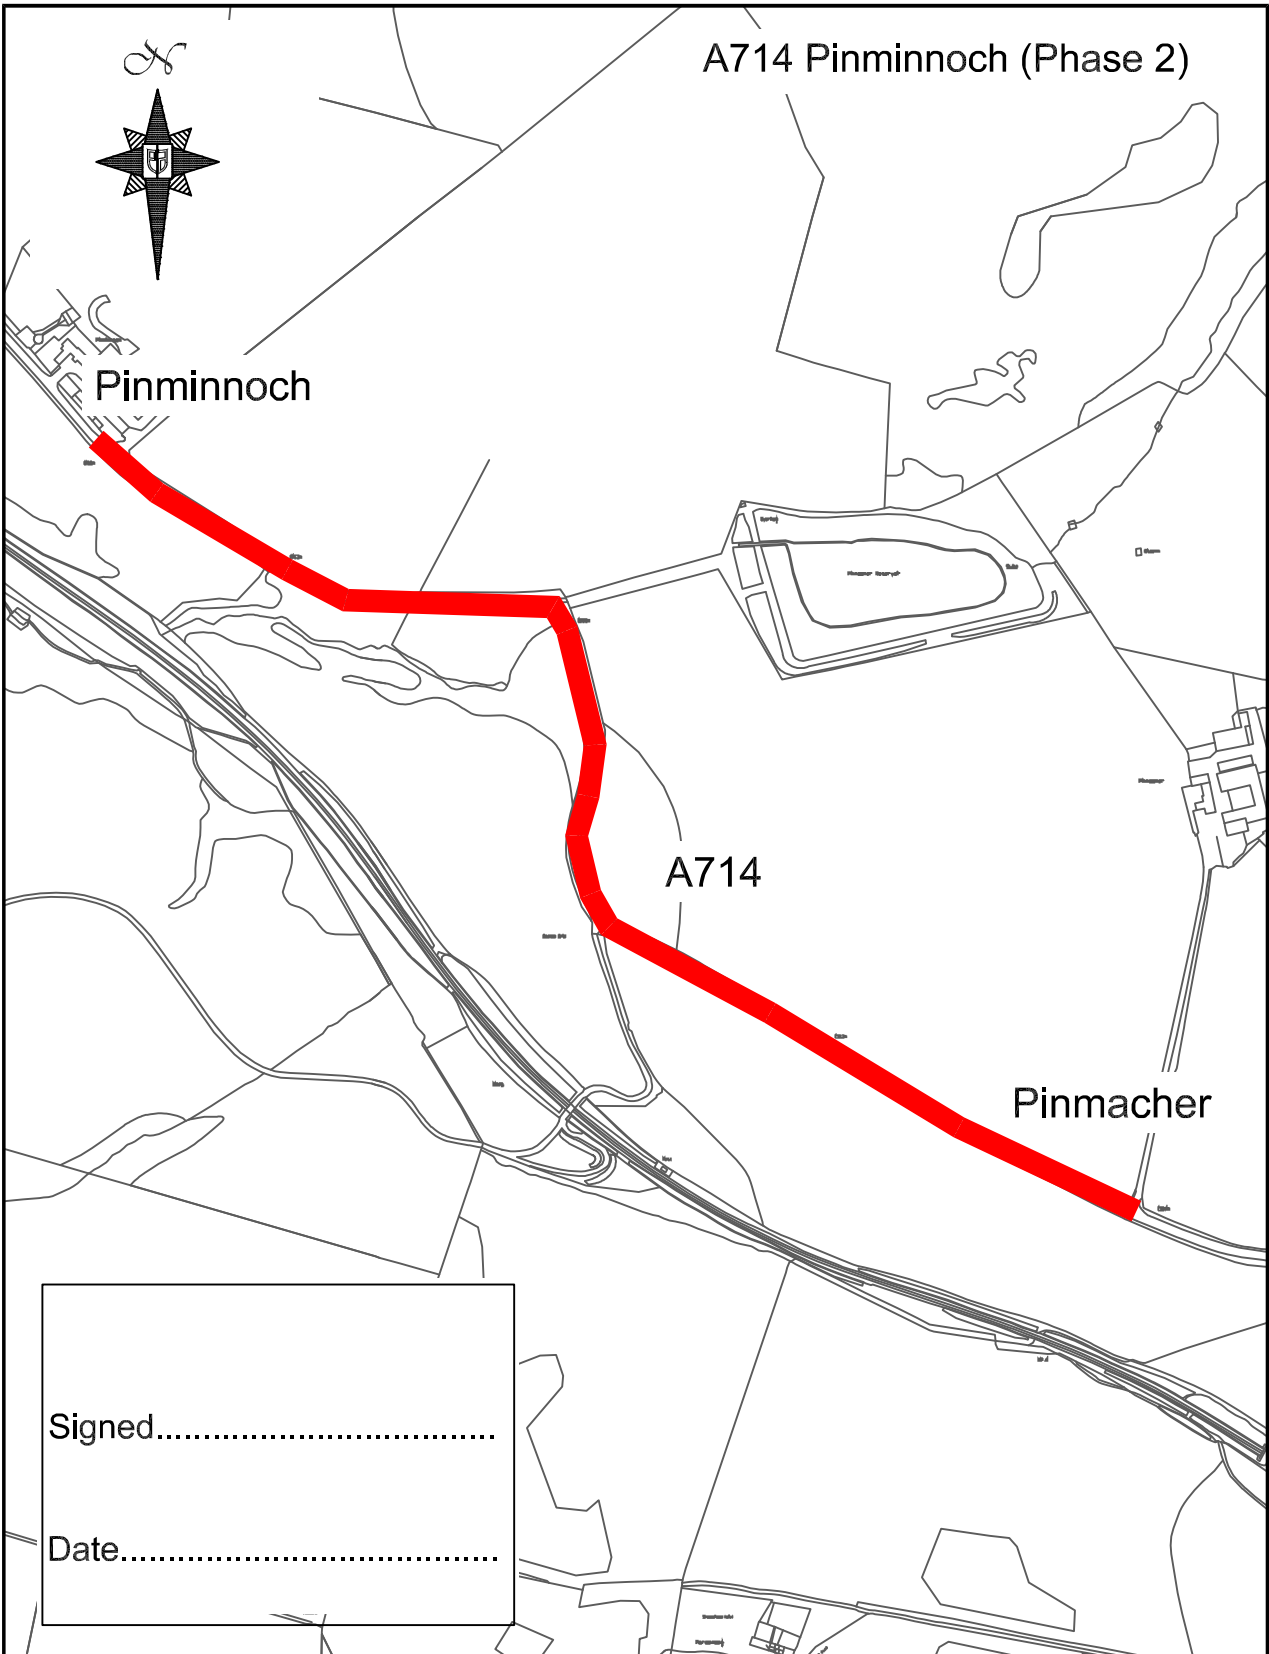 N
A714 Pinminnoch (Phase 2)
Pinminnoch
A714
Pinmacher
Signed..................................
Date......................................